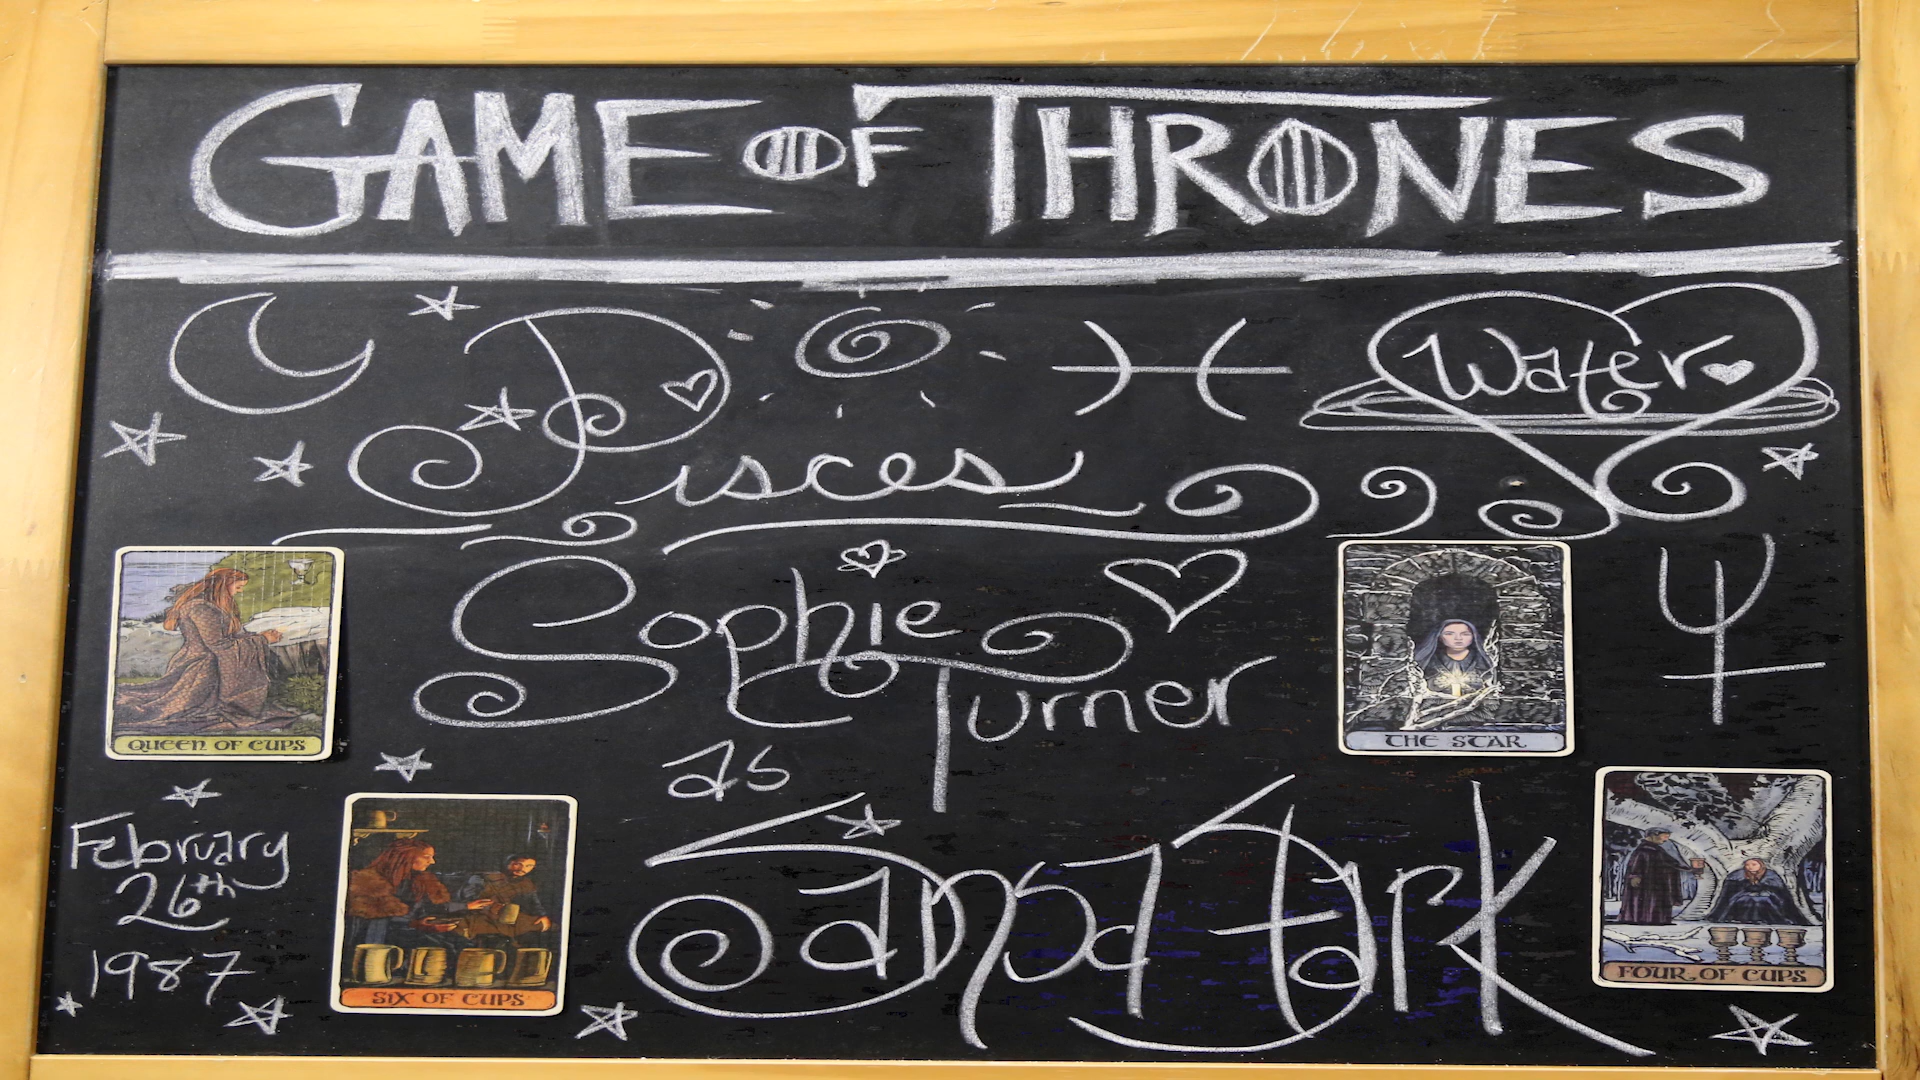 GAME OF THRONES
Water
Pisces
Sophie
Turner
QUEEN OF CUPS
THE STAR
as
Sansa Stark
February
26th
1987
SIX OF CUPS
FOUR OF CUPS